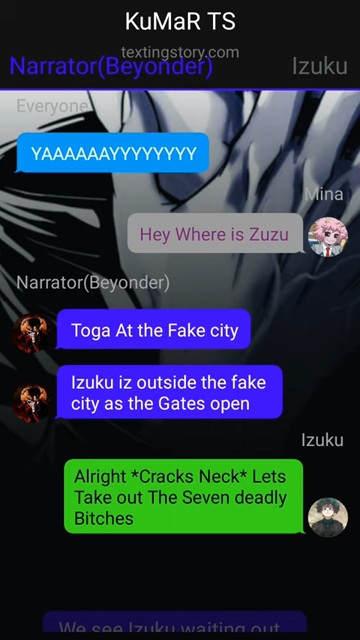 KuMaR TS
textingstory.com
Narrator(Beyonder)
Izuku
Everyone
YAAAAAAYYYYYYYY
Mina
Hey Where is Zuzu
Narrator(Beyonder)
Toga At the Fake city
Izuku iz outside the fake
city as the Gates open
Izuku
Alright *Cracks Neck* Lets
Take out The Seven deadly
Bitches
We see Izuku waiting out